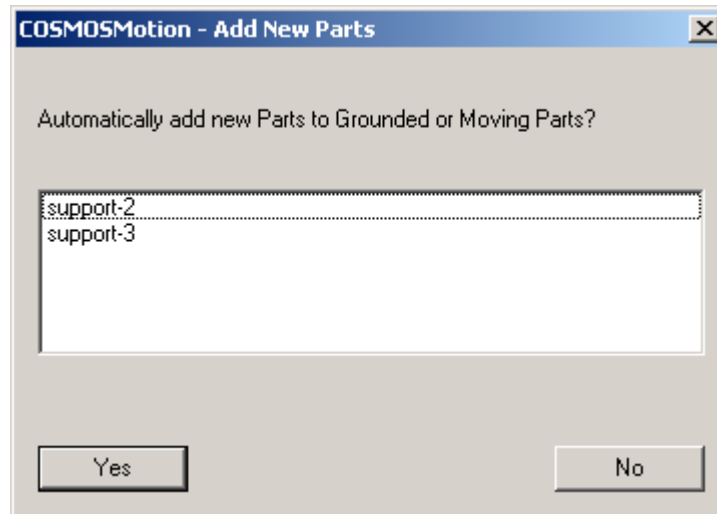 COSMOSMotion - Add New Parts
Automatically add new Parts to Grounded or Moving Parts?
support-2
support-3
Yes
No